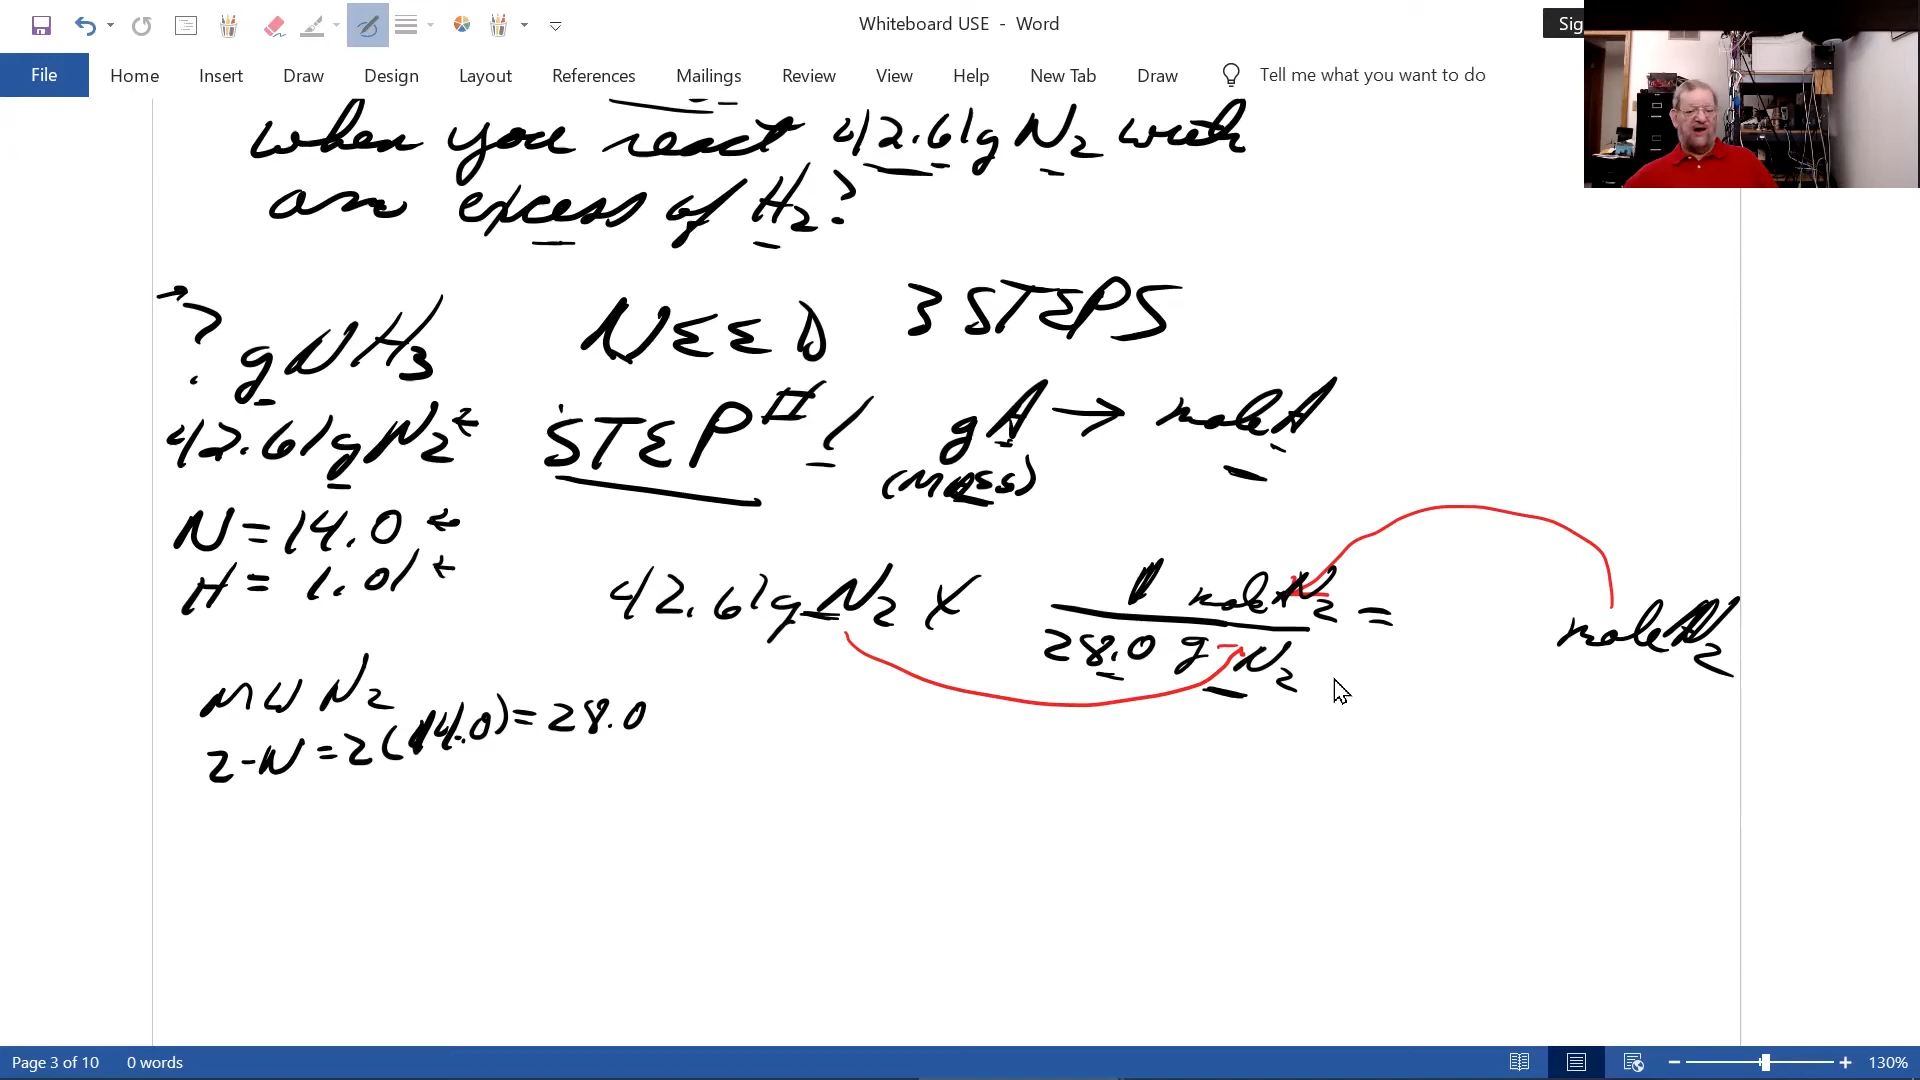 Whiteboard USE - Word
Sig
File Home Insert Draw Design Layout References Mailings Review View Help New Tab Draw Tell me what you want to do
when you react 42.61g N2 with
an excess of H2?
? g NH3
NEED 3 STEPS
42.61g N2
STEP # 1 gA → mole A
(mass)
N = 14.0
H = 1.01
42.61g N2 X 1 mole N2 = mole N2
28.0 g N2
MW N2
2-N = 2(14.0) = 28.0
Page 3 of 10 0 words 130%